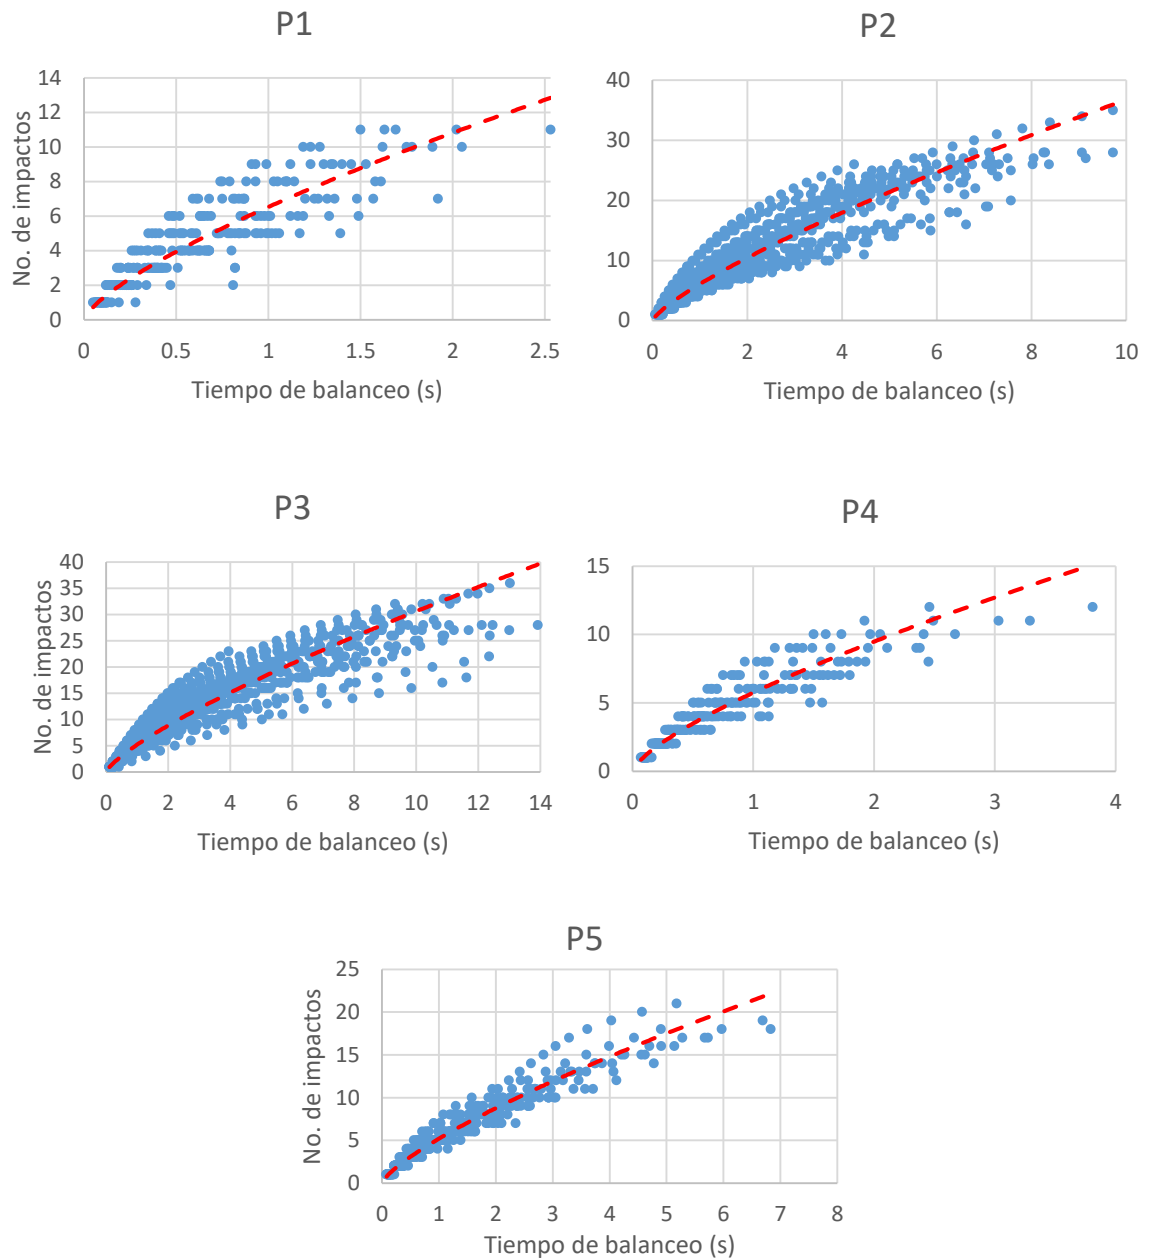 P1
No. de impactos
14
12
10
8
6
4
2
0
0 0.5 1 1.5 2 2.5
Tiempo de balanceo (s)
P2
40
30
20
10
0
0 2 4 6 8 10
Tiempo de balanceo (s)
P3
No. de impactos
40
35
30
25
20
15
10
5
0
0 2 4 6 8 10 12 14
Tiempo de balanceo (s)
P4
15
10
5
0
0 1 2 3 4
Tiempo de balanceo (s)
P5
No. de impactos
25
20
15
10
5
0
0 1 2 3 4 5 6 7 8
Tiempo de balanceo (s)